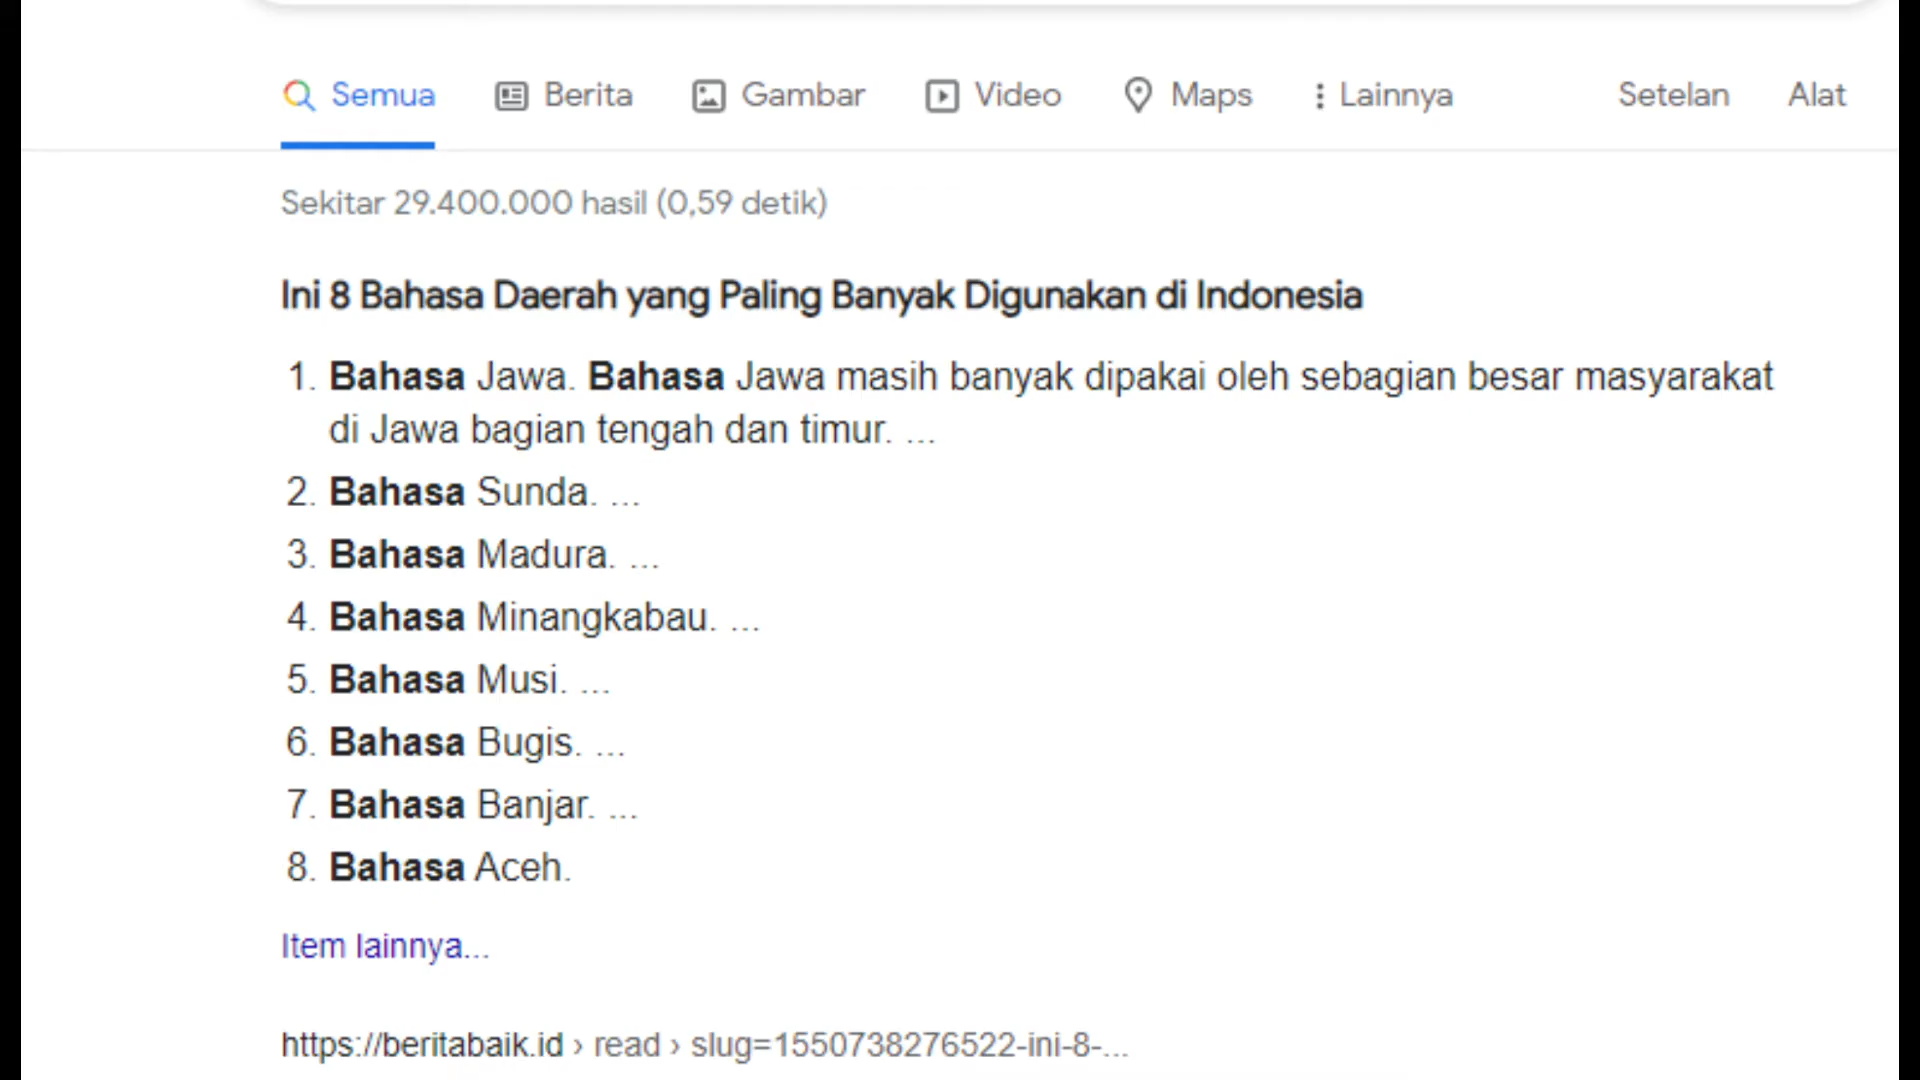 Semua Berita Gambar Video Maps Lainnya Setelan Alat
Sekitar 29.400.000 hasil (0,59 detik)
Ini 8 Bahasa Daerah yang Paling Banyak Digunakan di Indonesia
1. Bahasa Jawa. Bahasa Jawa masih banyak dipakai oleh sebagian besar masyarakat
di Jawa bagian tengah dan timur. ...
2. Bahasa Sunda. ...
3. Bahasa Madura. ...
4. Bahasa Minangkabau. ...
5. Bahasa Musi. ...
6. Bahasa Bugis. ...
7. Bahasa Banjar. ...
8. Bahasa Aceh.
Item lainnya...
https://beritabaik.id › read › slug=1550738276522-ini-8-...